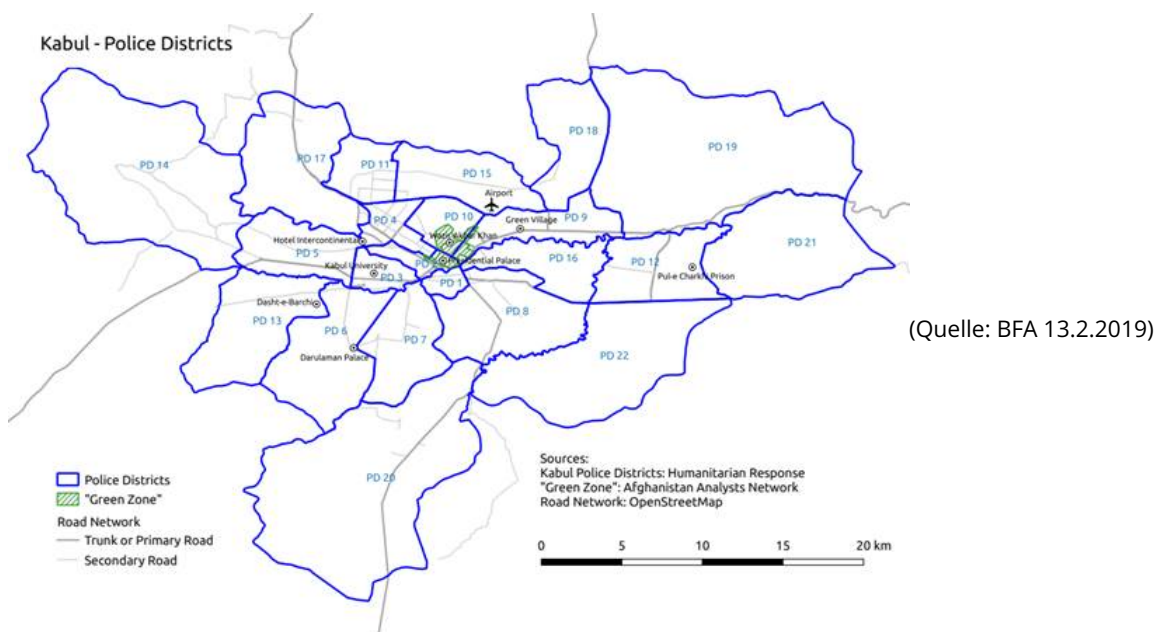 Kabul - Police Districts
PD 18
PD 19
PD 14
PD 17
PD 11
PD 15
Airport
PD 10
PD 4
PD 9
Green Village
Hotel Intercontinental
PD 5
Presidential Palace
PD 16
PD 12
PD 21
Kabul University
PD 3
PD 1
Pul-e Charkhi Prison
Dasht-e-Barchi
PD 13
PD 6
PD 7
PD 8
Darulaman Palace
PD 22
(Quelle: BFA 13.2.2019)
PD 20
Police Districts
"Green Zone"
Road Network
Trunk or Primary Road
Secondary Road
Sources:
Kabul Police Districts: Humanitarian Response
"Green Zone": Afghanistan Analysts Network
Road Network: OpenStreetMap
0 5 10 15 20 km